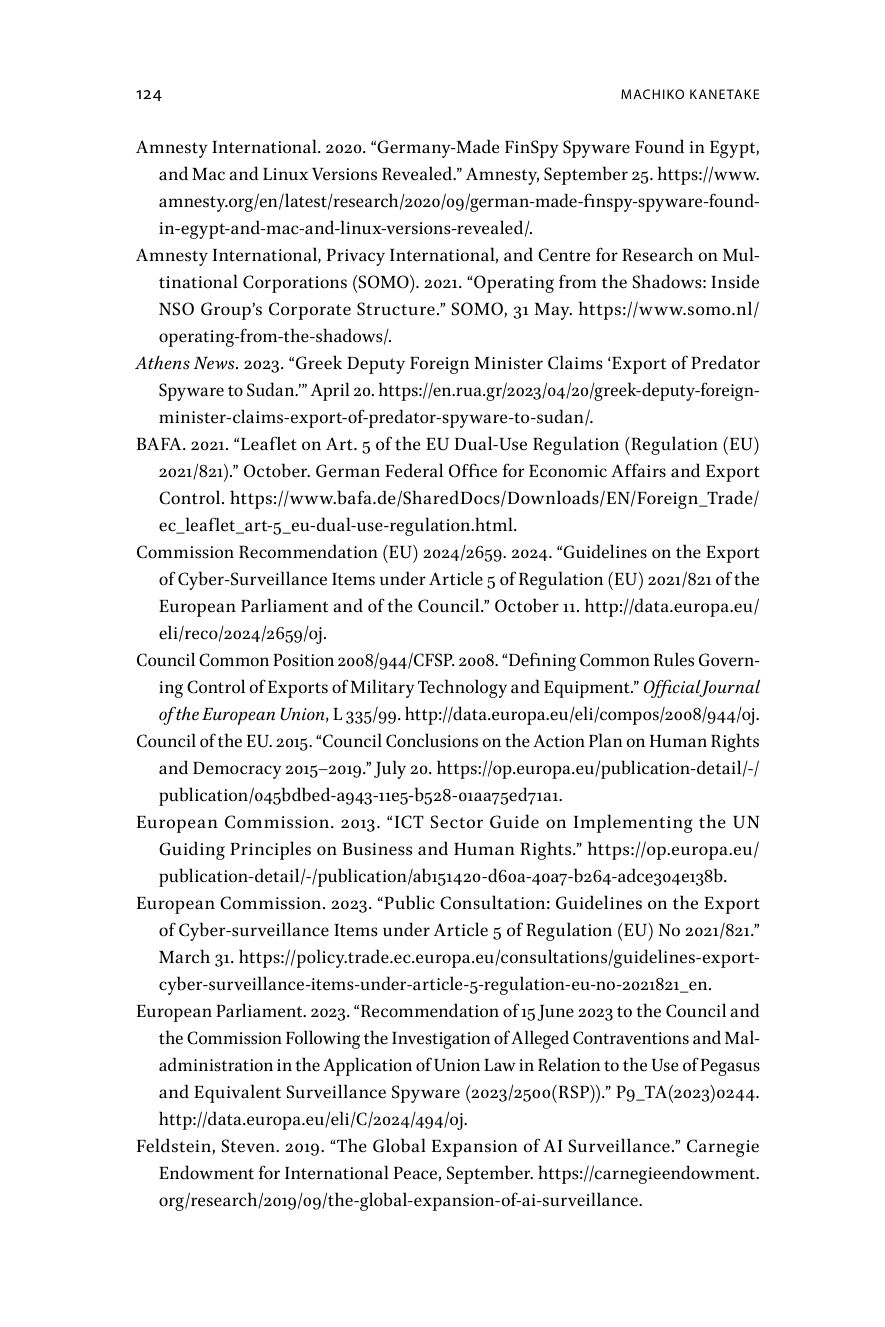 124
MACHIKO KANETAKE
Amnesty International. 2020. “Germany-Made FinSpy Spyware Found in Egypt,
and Mac and Linux Versions Revealed.” Amnesty, September 25. https://www.
amnesty.org/en/latest/research/2020/09/german-made-finspy-spyware-found-
in-egypt-and-mac-and-linux-versions-revealed/.
Amnesty International, Privacy International, and Centre for Research on Mul-
tinational Corporations (SOMO). 2021. “Operating from the Shadows: Inside
NSO Group’s Corporate Structure.” SOMO, 31 May. https://www.somo.nl/
operating-from-the-shadows/.
Athens News. 2023. “Greek Deputy Foreign Minister Claims ‘Export of Predator
Spyware to Sudan.’” April 20. https://en.rua.gr/2023/04/20/greek-deputy-foreign-
minister-claims-export-of-predator-spyware-to-sudan/.
BAFA. 2021. “Leaflet on Art. 5 of the EU Dual-Use Regulation (Regulation (EU)
2021/821).” October. German Federal Office for Economic Affairs and Export
Control. https://www.bafa.de/SharedDocs/Downloads/EN/Foreign_Trade/
ec_leaflet_art-5_eu-dual-use-regulation.html.
Commission Recommendation (EU) 2024/2659. 2024. “Guidelines on the Export
of Cyber-Surveillance Items under Article 5 of Regulation (EU) 2021/821 of the
European Parliament and of the Council.” October 11. http://data.europa.eu/
eli/reco/2024/2659/oj.
Council Common Position 2008/944/CFSP. 2008. “Defining Common Rules Govern-
ing Control of Exports of Military Technology and Equipment.” Official Journal
of the European Union, L 335/99. http://data.europa.eu/eli/compos/2008/944/oj.
Council of the EU. 2015. “Council Conclusions on the Action Plan on Human Rights
and Democracy 2015–2019.” July 20. https://op.europa.eu/publication-detail/-/
publication/045bdbed-a943-11e5-b528-01aa75ed71a1.
European Commission. 2013. “ICT Sector Guide on Implementing the UN
Guiding Principles on Business and Human Rights.” https://op.europa.eu/
publication-detail/-/publication/ab151420-d60a-40a7-b264-adce304e138b.
European Commission. 2023. “Public Consultation: Guidelines on the Export
of Cyber-surveillance Items under Article 5 of Regulation (EU) No 2021/821.”
March 31. https://policy.trade.ec.europa.eu/consultations/guidelines-export-
cyber-surveillance-items-under-article-5-regulation-eu-no-2021821_en.
European Parliament. 2023. “Recommendation of 15 June 2023 to the Council and
the Commission Following the Investigation of Alleged Contraventions and Mal-
administration in the Application of Union Law in Relation to the Use of Pegasus
and Equivalent Surveillance Spyware (2023/2500(RSP)).” P9_TA(2023)0244.
http://data.europa.eu/eli/C/2024/494/oj.
Feldstein, Steven. 2019. “The Global Expansion of AI Surveillance.” Carnegie
Endowment for International Peace, September. https://carnegieendowment.
org/research/2019/09/the-global-expansion-of-ai-surveillance.